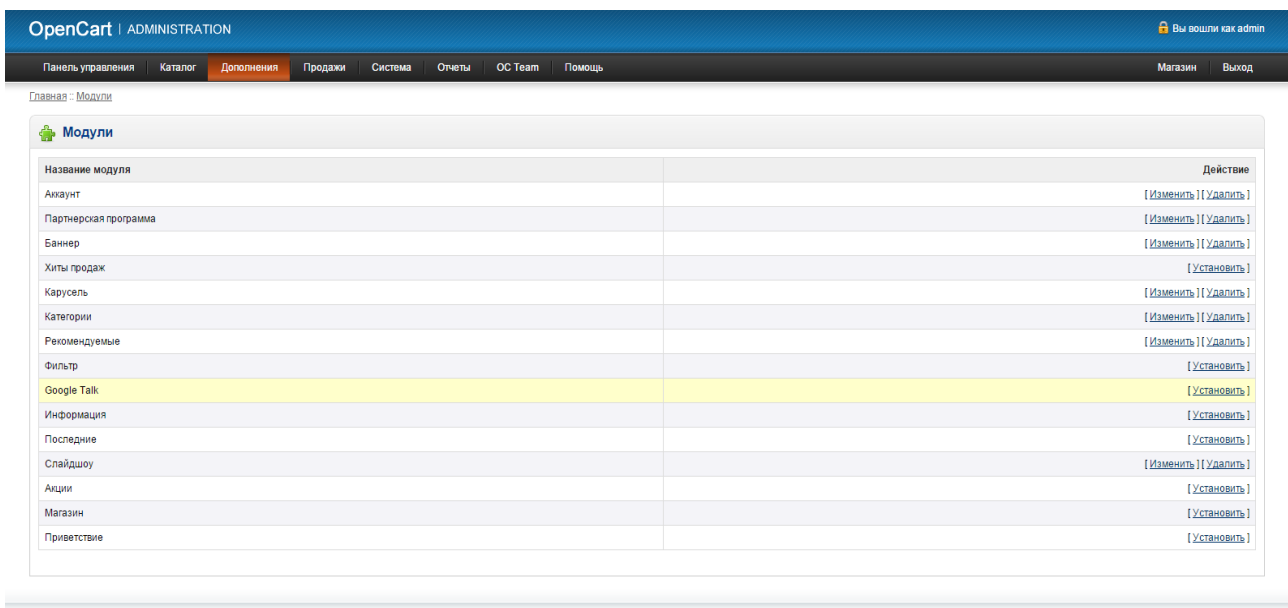 OpenCart | ADMINISTRATION Вы вошли как admin
Панель управления Каталог Дополнения Продажи Система Отчеты OC Team Помощь Магазин Выход
Главная :: Модули
Модули
Название модуля Действие
Аккаунт [ Изменить ] [ Удалить ]
Партнерская программа [ Изменить ] [ Удалить ]
Баннер [ Изменить ] [ Удалить ]
Хиты продаж [ Установить ]
Карусель [ Изменить ] [ Удалить ]
Категории [ Изменить ] [ Удалить ]
Рекомендуемые [ Изменить ] [ Удалить ]
Фильтр [ Установить ]
Google Talk [ Установить ]
Информация [ Установить ]
Последние [ Установить ]
Слайдшоу [ Изменить ] [ Удалить ]
Акции [ Установить ]
Магазин [ Установить ]
Приветствие [ Установить ]